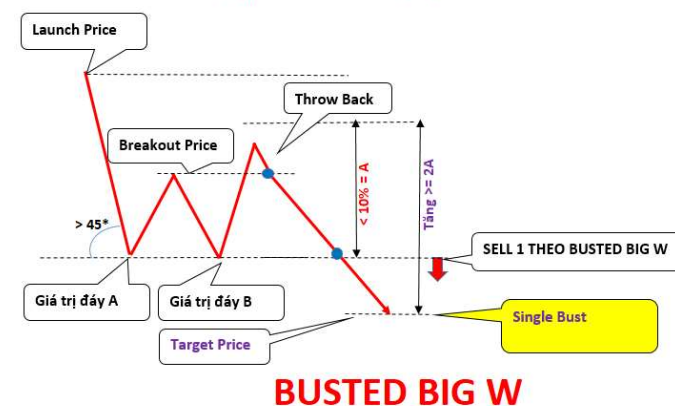 Launch Price
Throw Back
Breakout Price
< 10% = A
Tăng >= 2A
> 45*
SELL 1 THEO BUSTED BIG W
Giá trị đáy A
Giá trị đáy B
Single Bust
Target Price
BUSTED BIG W